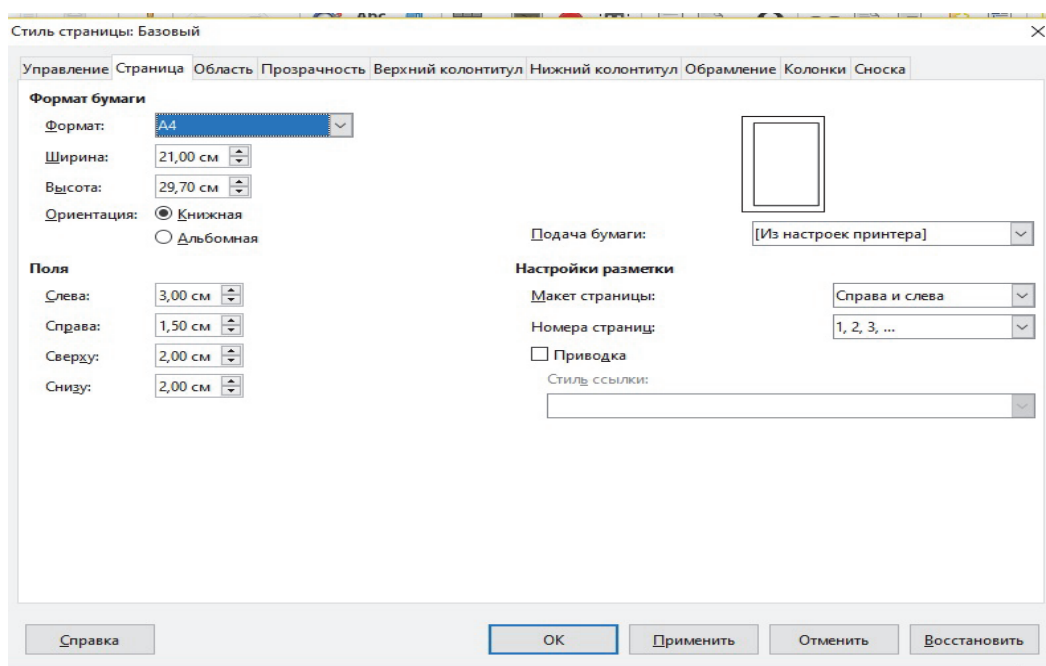 Стиль страницы: Базовый
Управление Страница Область Прозрачность Верхний колонтитул Нижний колонтитул Обрамление Колонки Сноска
Формат бумаги
Формат: A4
Ширина: 21,00 см
Высота: 29,70 см
Ориентация: Книжная
Альбомная
Подача бумаги: [Из настроек принтера]
Поля
Слева: 3,00 см
Справа: 1,50 см
Сверху: 2,00 см
Снизу: 2,00 см
Настройки разметки
Макет страницы: Справа и слева
Номера страниц: 1, 2, 3, ...
Приводка
Стиль ссылки:
Справка OK Применить Отменить Восстановить